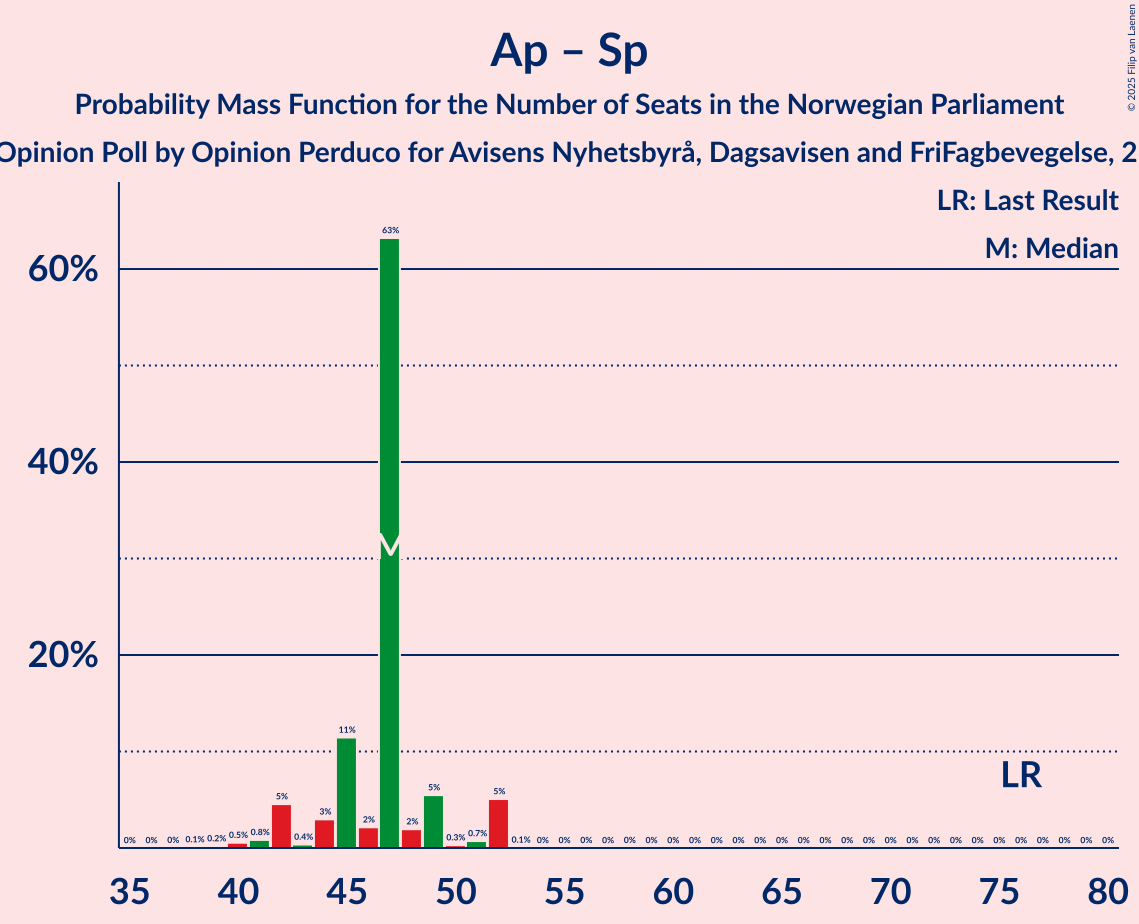 Ap – Sp
Probability Mass Function for the Number of Seats in the Norwegian Parliament
Opinion Poll by Opinion Perduco for Avisens Nyhetsbyrå, Dagsavisen and FriFagbevegelse, 2
© 2025 Filip van Laenen
LR: Last Result
M: Median
60%
40%
20%
63%
M
LR
0% 0% 0% 0.1% 0.2% 0.5% 0.8% 5% 0.4% 3% 11% 2% 2% 5% 0.3% 0.7% 5% 0.1% 0% 0% 0% 0% 0% 0% 0% 0% 0% 0% 0% 0% 0% 0% 0% 0% 0% 0% 0% 0% 0% 0% 0% 0% 0% 0% 0%
35 40 45 50 55 60 65 70 75 80